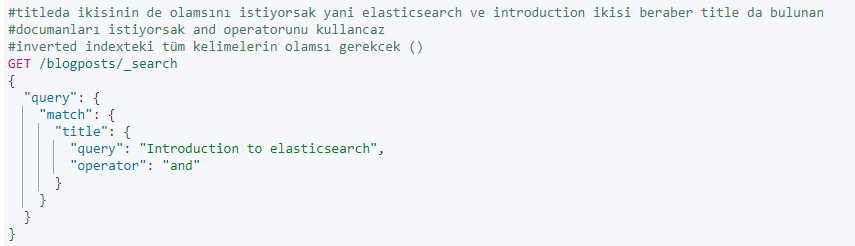 #titleda ikisinin de olamsını istiyorsak yani elasticsearch ve introduction ikisi beraber title da bulunan
#documanları istiyorsak and operatorunu kullancaz
#inverted indexteki tüm kelimelerin olamsı gerekcek ()
GET /blogposts/_search
{
  "query": {
    "match": {
      "title": {
        "query": "Introduction to elasticsearch",
        "operator": "and"
      }
    }
  }
}